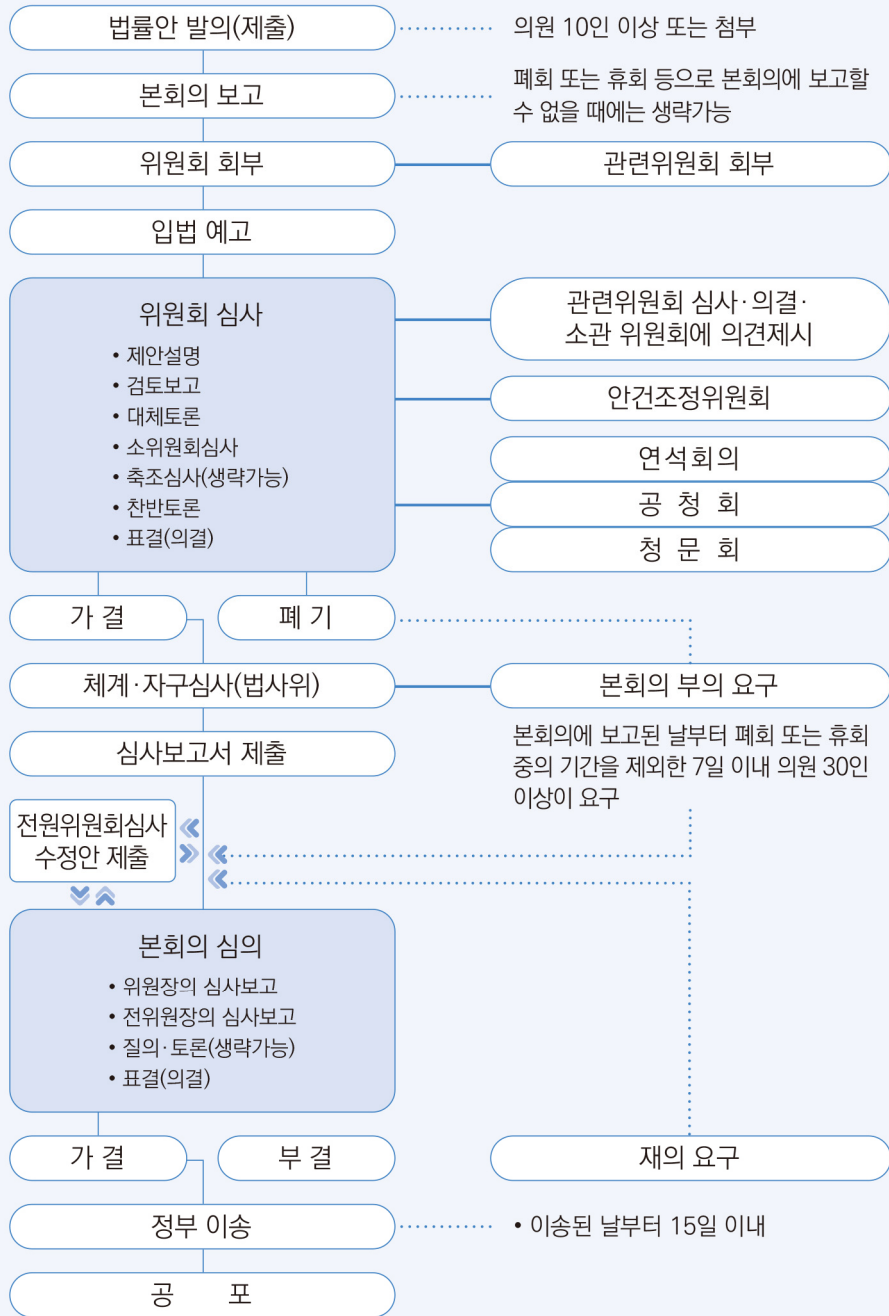 법률안 발의(제출)
의원 10인 이상 또는 첨부
본회의 보고
폐회 또는 휴회 등으로 본회의에 보고할
수 없을 때에는 생략가능
위원회 회부
관련위원회 회부
입법 예고
위원회 심사
• 제안설명
• 검토보고
• 대체토론
• 소위원회심사
• 축조심사(생략가능)
• 찬반토론
• 표결(의결)
관련위원회 심사·의결·
소관 위원회에 의견제시
안건조정위원회
연석회의
공 청 회
청 문 회
가 결
폐 기
체계·자구심사(법사위)
본회의 부의 요구
심사보고서 제출
본회의에 보고된 날부터 폐회 또는 휴회
중의 기간을 제외한 7일 이내 의원 30인
이상이 요구
전원위원회심사
수정안 제출
본회의 심의
• 위원장의 심사보고
• 전위원장의 심사보고
• 질의·토론(생략가능)
• 표결(의결)
가 결
부 결
재의 요구
정부 이송
• 이송된 날부터 15일 이내
공 포